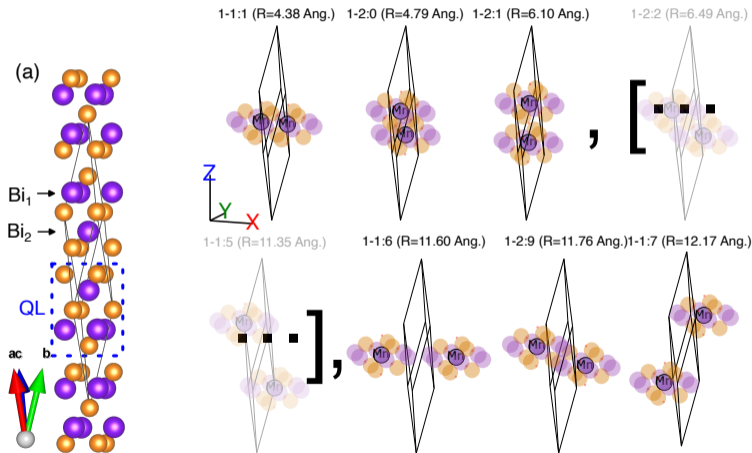 (a)
Bi1
Bi2
QL
ac b
1-1:1 (R=4.38 Ang.)
1-2:0 (R=4.79 Ang.)
1-2:1 (R=6.10 Ang.)
1-2:2 (R=6.49 Ang.)
Mn Mn
Mn
Mn
Mn
Mn
, [
Mn
Mn
Z
Y
X
1-1:5 (R=11.35 Ang.)
1-1:6 (R=11.60 Ang.)
1-2:9 (R=11.76 Ang.)
1-1:7 (R=12.17 Ang.)
Mn
Mn
] ,
Mn Mn
Mn
Mn
Mn
Mn